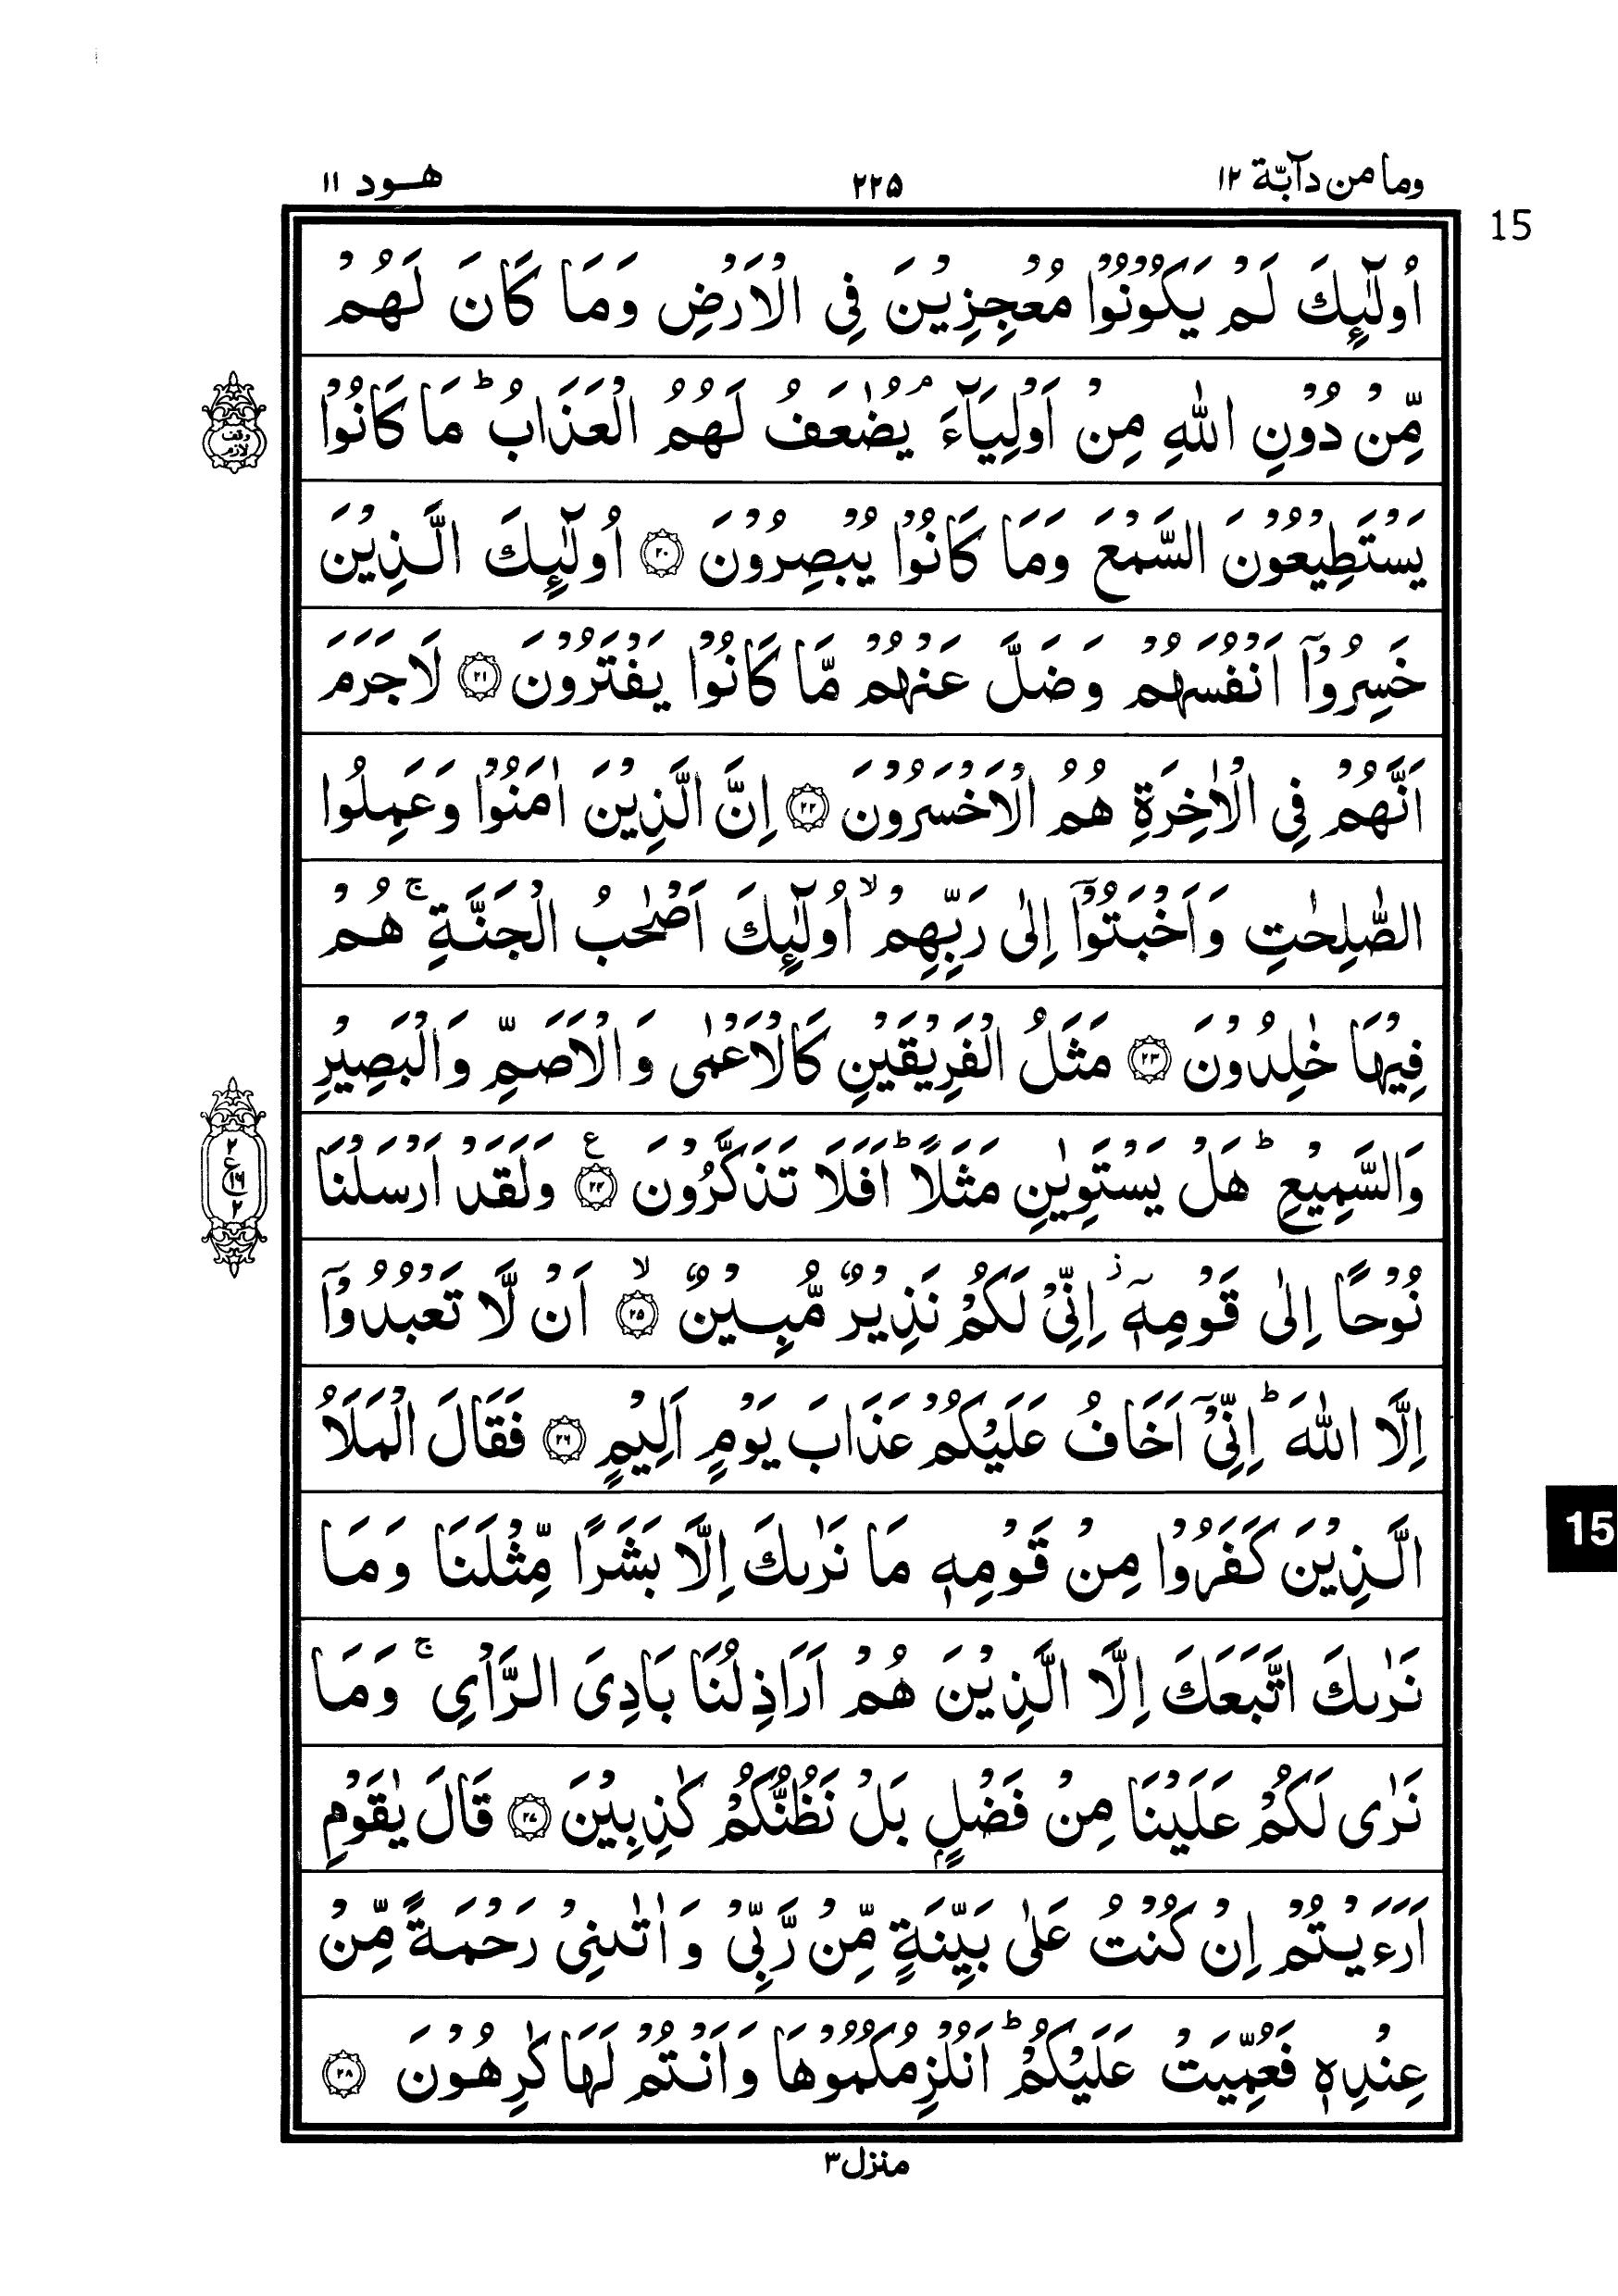 وما من دآبّة ١٢
٢٢٥
هود ١١
15
اُولٰٓئِكَ لَمْ يَكُوْنُوْا مُعْجِزِيْنَ فِى الْاَرْضِ وَمَا كَانَ لَهُمْ
مِّنْ دُوْنِ اللّٰهِ مِنْ اَوْلِيَآءَ ۘ يُضٰعَفُ لَهُمُ الْعَذَابُ ؕ مَا كَانُوْا
وقف لازم
يَسْتَطِيْعُوْنَ السَّمْعَ وَمَا كَانُوْا يُبْصِرُوْنَ ۝٢٠ اُولٰٓئِكَ الَّذِيْنَ
خَسِرُوْۤا اَنْفُسَهُمْ وَضَلَّ عَنْهُمْ مَّا كَانُوْا يَفْتَرُوْنَ ۝٢١ لَا جَرَمَ
اَنَّهُمْ فِى الْاٰخِرَةِ هُمُ الْاَخْسَرُوْنَ ۝٢٢ اِنَّ الَّذِيْنَ اٰمَنُوْا وَعَمِلُوا
الصّٰلِحٰتِ وَاَخْبَتُوْۤا اِلٰى رَبِّهِمْ ۙ اُولٰٓئِكَ اَصْحٰبُ الْجَنَّةِ ۚ هُمْ
فِيْهَا خٰلِدُوْنَ ۝٢٣ مَثَلُ الْفَرِيْقَيْنِ كَالْاَعْمٰى وَالْاَصَمِّ وَالْبَصِيْرِ
وَالسَّمِيْعِ ؕ هَلْ يَسْتَوِيٰنِ مَثَلًا ؕ اَفَلَا تَذَكَّرُوْنَ ۝٢٤ ع وَلَقَدْ اَرْسَلْنَا
٢ ع ١٦ ٢
نُوْحًا اِلٰى قَوْمِهٖۤ ؗ اِنِّىْ لَكُمْ نَذِيْرٌ مُّبِيْنٌ ۙ ۝٢٥ اَنْ لَّا تَعْبُدُوْۤا
اِلَّا اللّٰهَ ؕ اِنِّىْۤ اَخَافُ عَلَيْكُمْ عَذَابَ يَوْمٍ اَلِيْمٍ ۝٢٦ فَقَالَ الْمَلَاُ
الَّذِيْنَ كَفَرُوْا مِنْ قَوْمِهٖ مَا نَرٰىكَ اِلَّا بَشَرًا مِّثْلَنَا وَمَا
15
نَرٰىكَ اتَّبَعَكَ اِلَّا الَّذِيْنَ هُمْ اَرَاذِلُنَا بَادِىَ الرَّاْىِ ۚ وَمَا
نَرٰى لَكُمْ عَلَيْنَا مِنْ فَضْلٍۭ بَلْ نَظُنُّكُمْ كٰذِبِيْنَ ۝٢٧ قَالَ يٰقَوْمِ
اَرَءَيْتُمْ اِنْ كُنْتُ عَلٰى بَيِّنَةٍ مِّنْ رَّبِّىْ وَاٰتٰىنِىْ رَحْمَةً مِّنْ
عِنْدِهٖ فَعُمِّيَتْ عَلَيْكُمْ ؕ اَنُلْزِمُكُمُوْهَا وَاَنْتُمْ لَهَا كٰرِهُوْنَ ۝٢٨
منزل٣